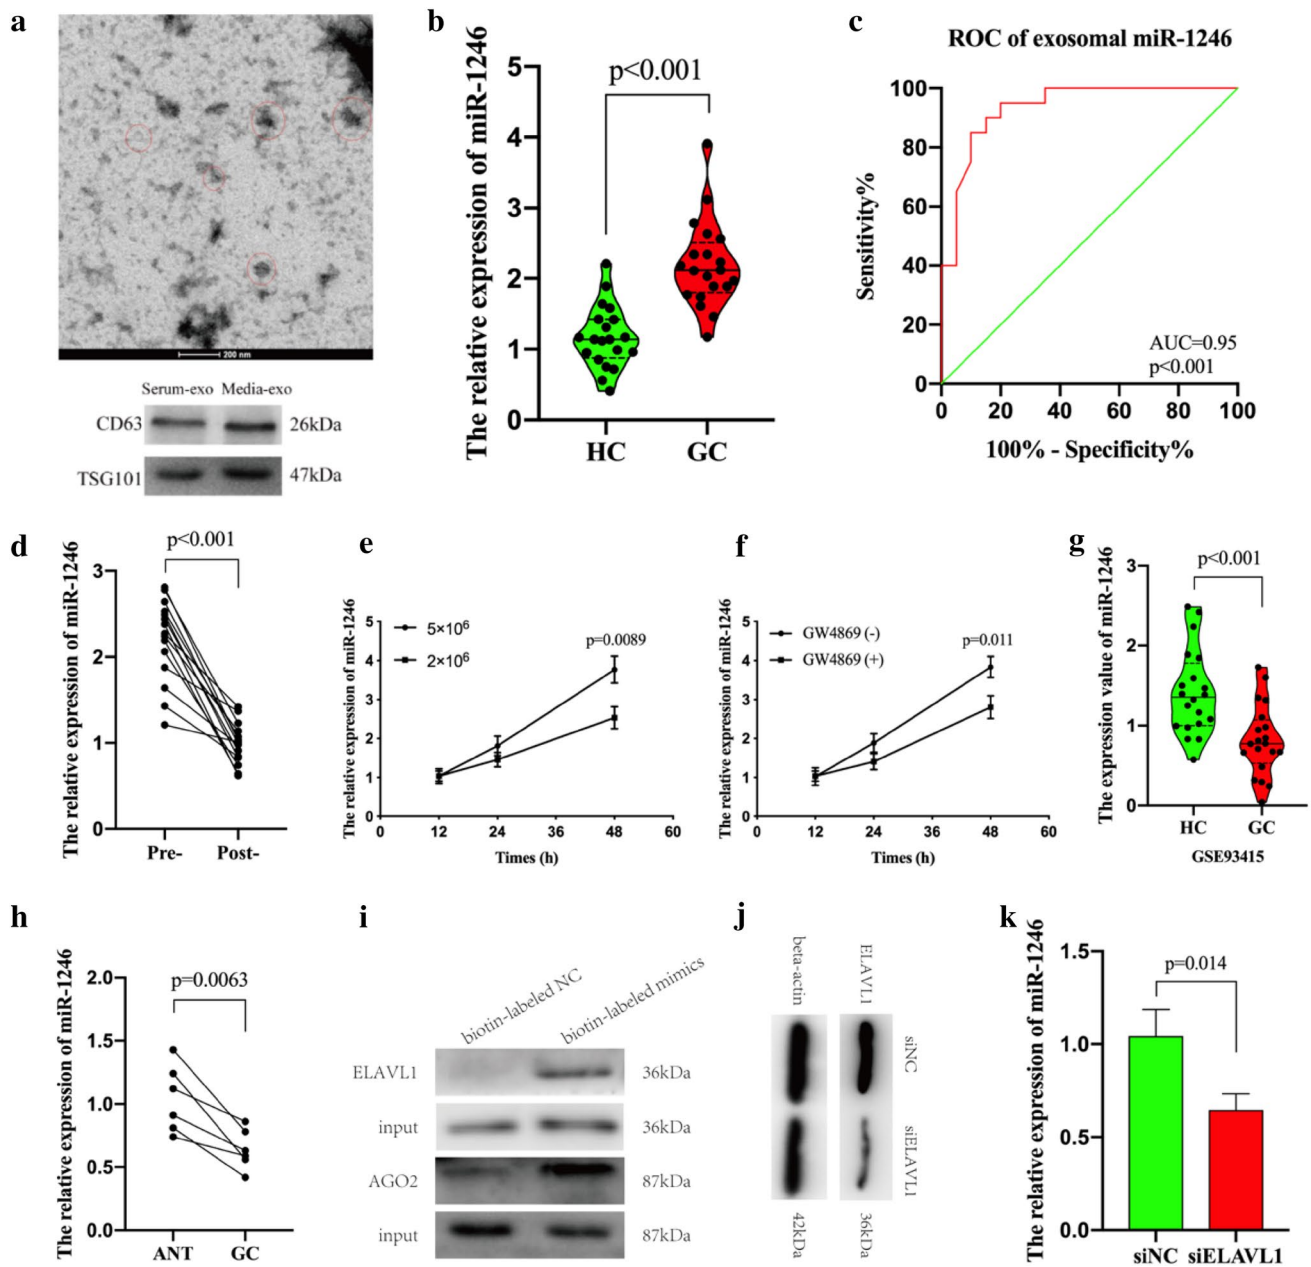 a
200 nm
Serum-exo Media-exo
CD63 26kDa
TSG101 47kDa
b
The relative expression of miR-1246
p<0.001
5
4
3
2
1
0
HC GC
c
ROC of exosomal miR-1246
Sensitivity%
100
80
60
40
20
0
AUC=0.95
p<0.001
0 20 40 60 80 100
100% - Specificity%
d
The relative expression of miR-1246
p<0.001
3
2
1
0
Pre- Post-
e
The relative expression of miR-1246
5
4
3
2
1
0
5×10⁶
2×10⁶
p=0.0089
0 12 24 36 48 60
Times (h)
f
The relative expression of miR-1246
5
4
3
2
1
0
GW4869 (-)
GW4869 (+)
p=0.011
0 12 24 36 48 60
Times (h)
g
The expression value of miR-1246
p<0.001
3
2
1
0
HC GC
GSE93415
h
The relative expression of miR-1246
p=0.0063
2.0
1.5
1.0
0.5
0.0
ANT GC
i
biotin-labeled NC
biotin-labeled mimics
ELAVL1 36kDa
input 36kDa
AGO2 87kDa
input 87kDa
j
beta-actin
ELAVL1
siNC
siELAVL1
42kDa
36kDa
k
The relative expression of miR-1246
p=0.014
1.5
1.0
0.5
0.0
siNC siELAVL1